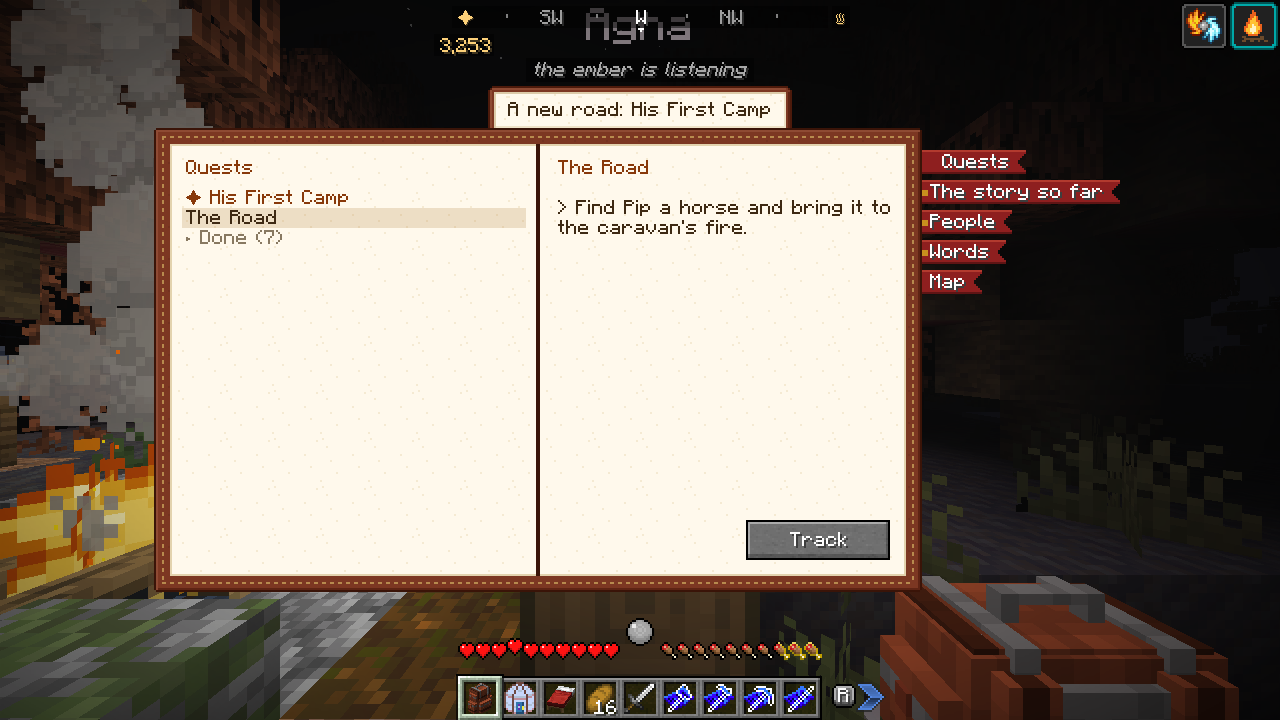 SW W NW
Agna
3,253
the ember is listening
A new road: His First Camp
Quests
His First Camp
The Road
Done (7)
The Road
> Find Pip a horse and bring it to
the caravan's fire.
Track
Quests
The story so far
People
Words
Map
16
R